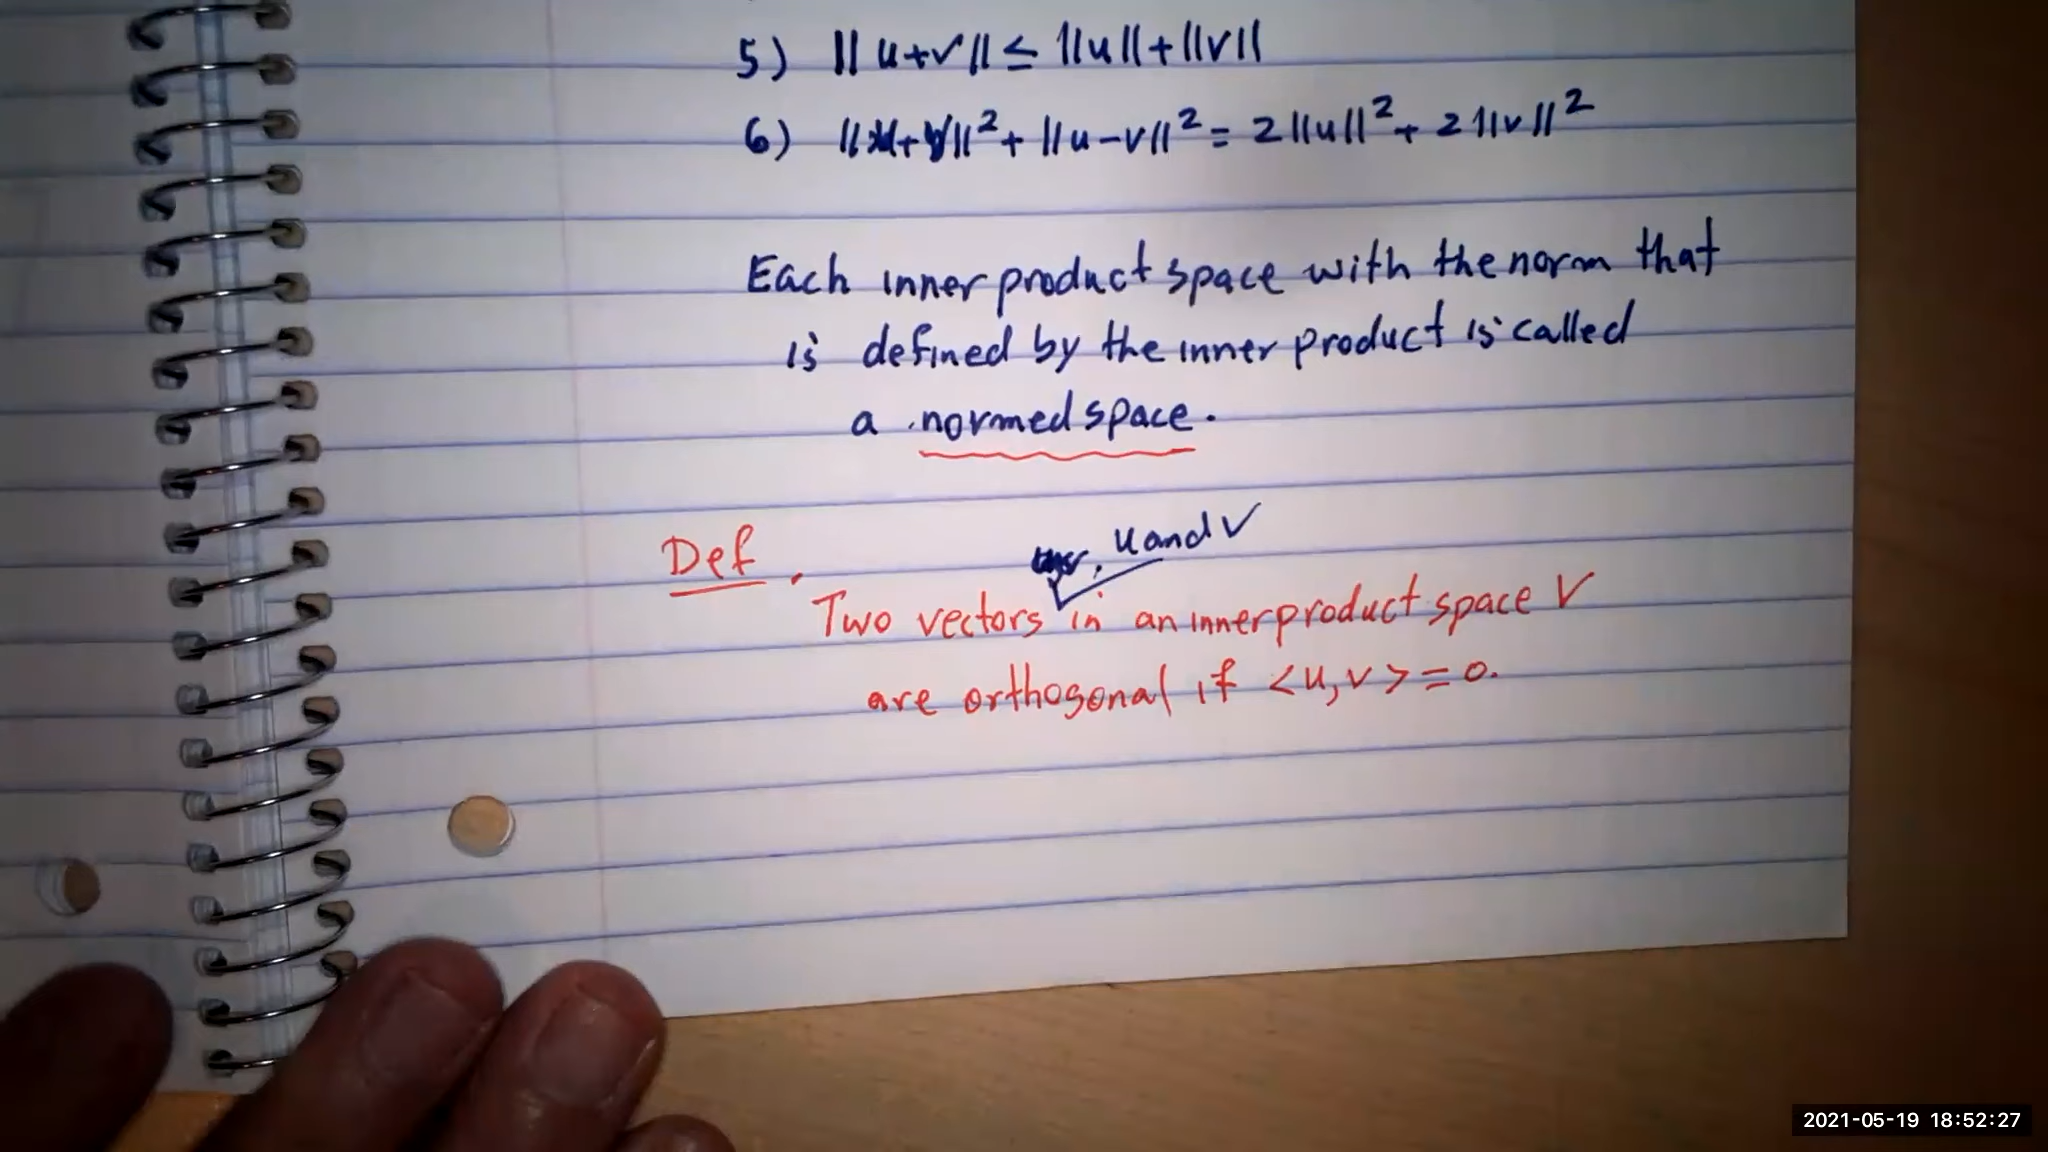 5) ||u+v|| ≤ ||u|| + ||v||
6) ||u+v||² + ||u-v||² = 2||u||² + 2||v||²
Each inner product space with the norm that
is defined by the inner product is called
a normed space.
Def.
u and v
Two vectors in an inner product space V
are orthogonal if <u,v> = 0.
2021-05-19 18:52:27